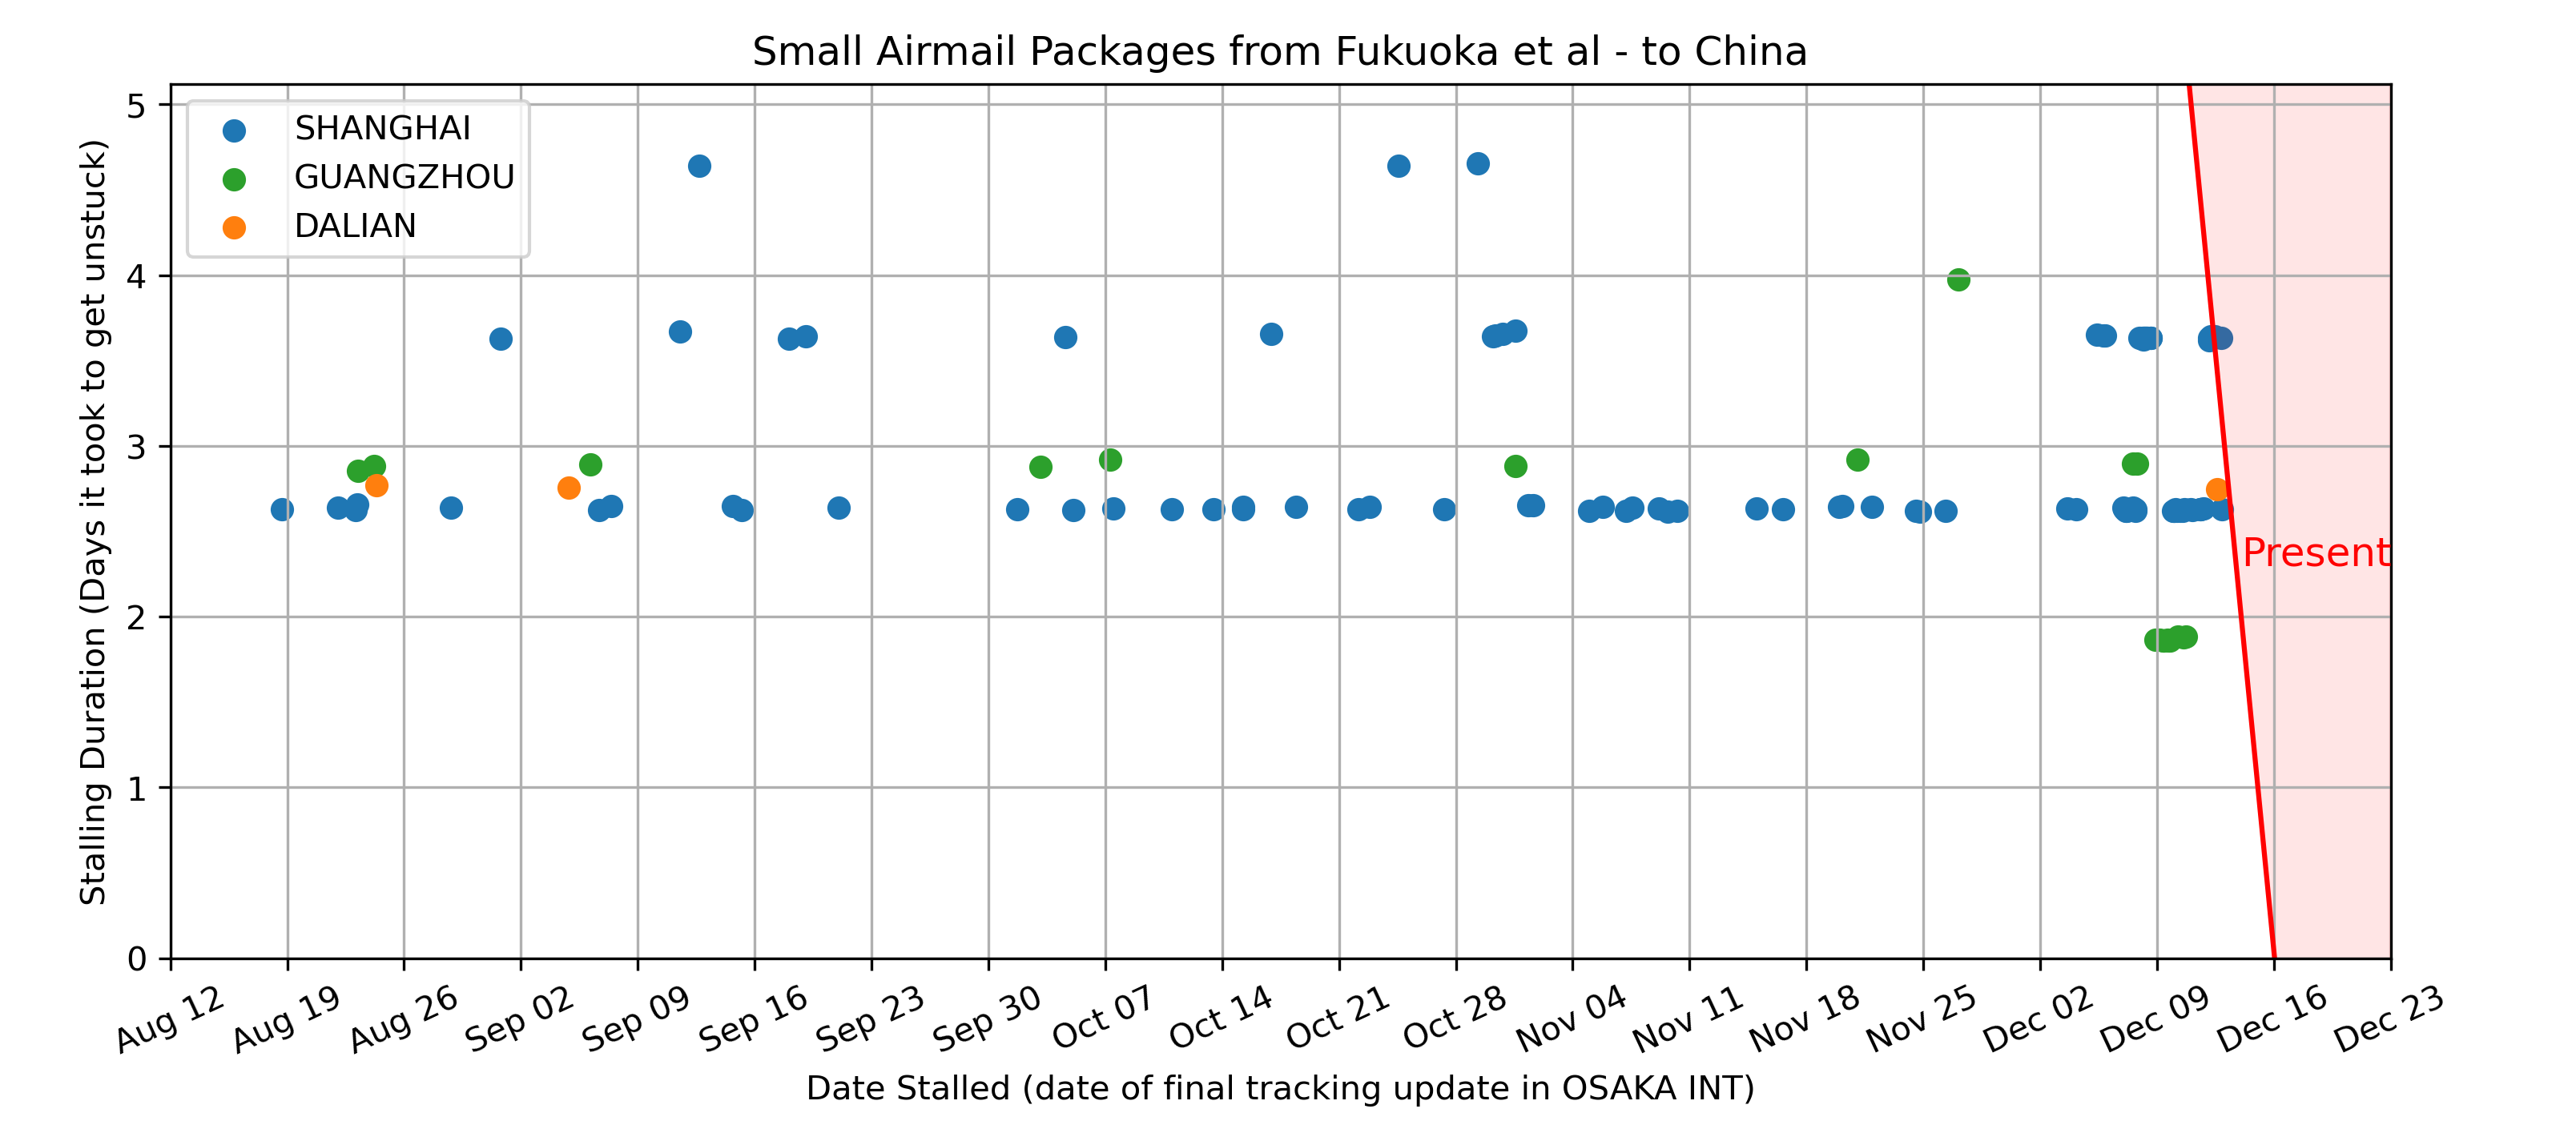 Small Airmail Packages from Fukuoka et al - to China
SHANGHAI
GUANGZHOU
DALIAN
Stalling Duration (Days it took to get unstuck)
5
4
3
2
1
0
Present
Aug 12
Aug 19
Aug 26
Sep 02
Sep 09
Sep 16
Sep 23
Sep 30
Oct 07
Oct 14
Oct 21
Oct 28
Nov 04
Nov 11
Nov 18
Nov 25
Dec 02
Dec 09
Dec 16
Dec 23
Date Stalled (date of final tracking update in OSAKA INT)